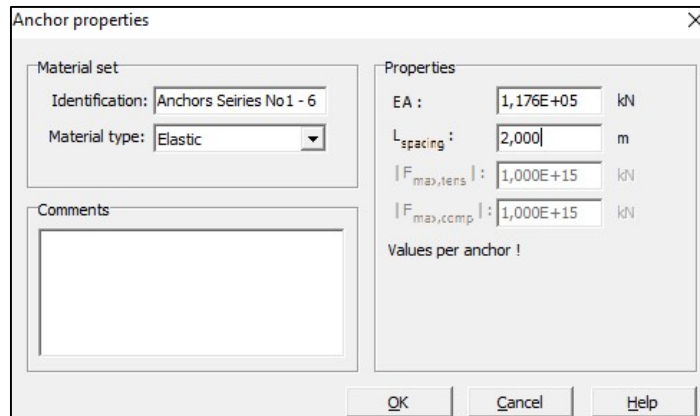 Anchor properties
Material set
Identification: Anchors Seiries No1 - 6
Material type: Elastic
Comments
Properties
EA : 1,176E+05 kN
Lspacing : 2,000 m
|Fmax,tens| : 1,000E+15 kN
|Fmax,comp| : 1,000E+15 kN
Values per anchor !
OK Cancel Help